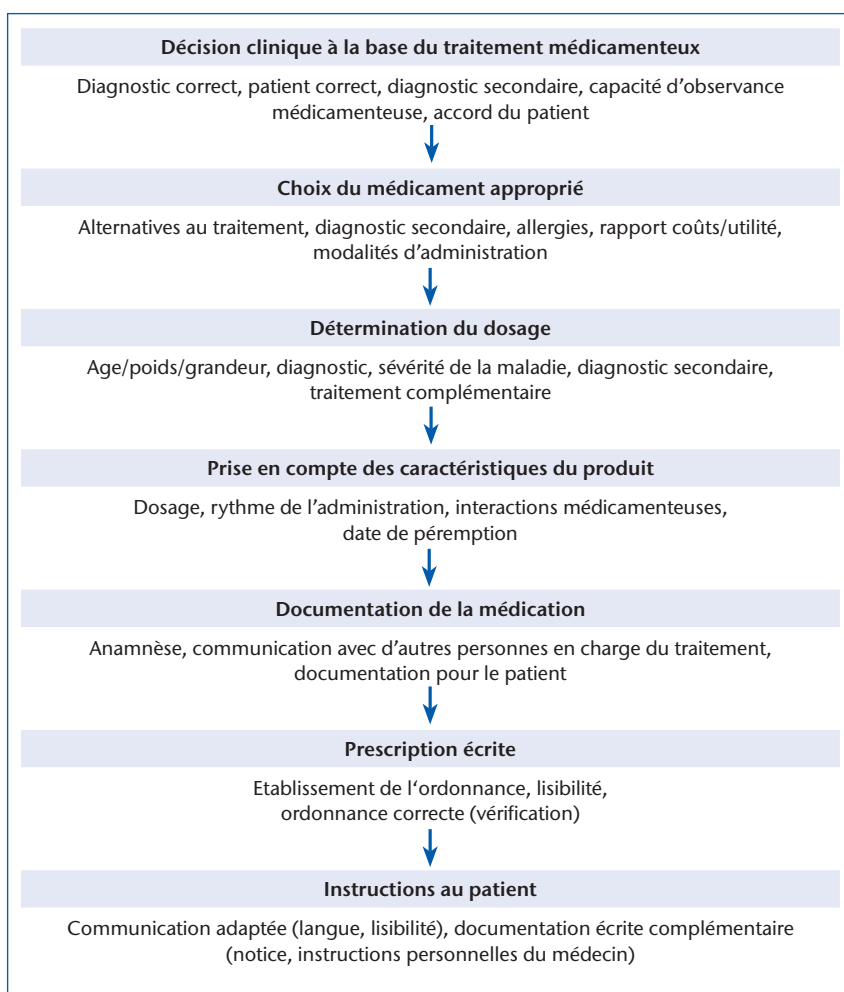 Décision clinique à la base du traitement médicamenteux
Diagnostic correct, patient correct, diagnostic secondaire, capacité d’observance
médicamenteuse, accord du patient
Choix du médicament approprié
Alternatives au traitement, diagnostic secondaire, allergies, rapport coûts/utilité,
modalités d’administration
Détermination du dosage
Age/poids/grandeur, diagnostic, sévérité de la maladie, diagnostic secondaire,
traitement complémentaire
Prise en compte des caractéristiques du produit
Dosage, rythme de l’administration, interactions médicamenteuses,
date de péremption
Documentation de la médication
Anamnèse, communication avec d’autres personnes en charge du traitement,
documentation pour le patient
Prescription écrite
Etablissement de l‘ordonnance, lisibilité,
ordonnance correcte (vérification)
Instructions au patient
Communication adaptée (langue, lisibilité), documentation écrite complémentaire
(notice, instructions personnelles du médecin)